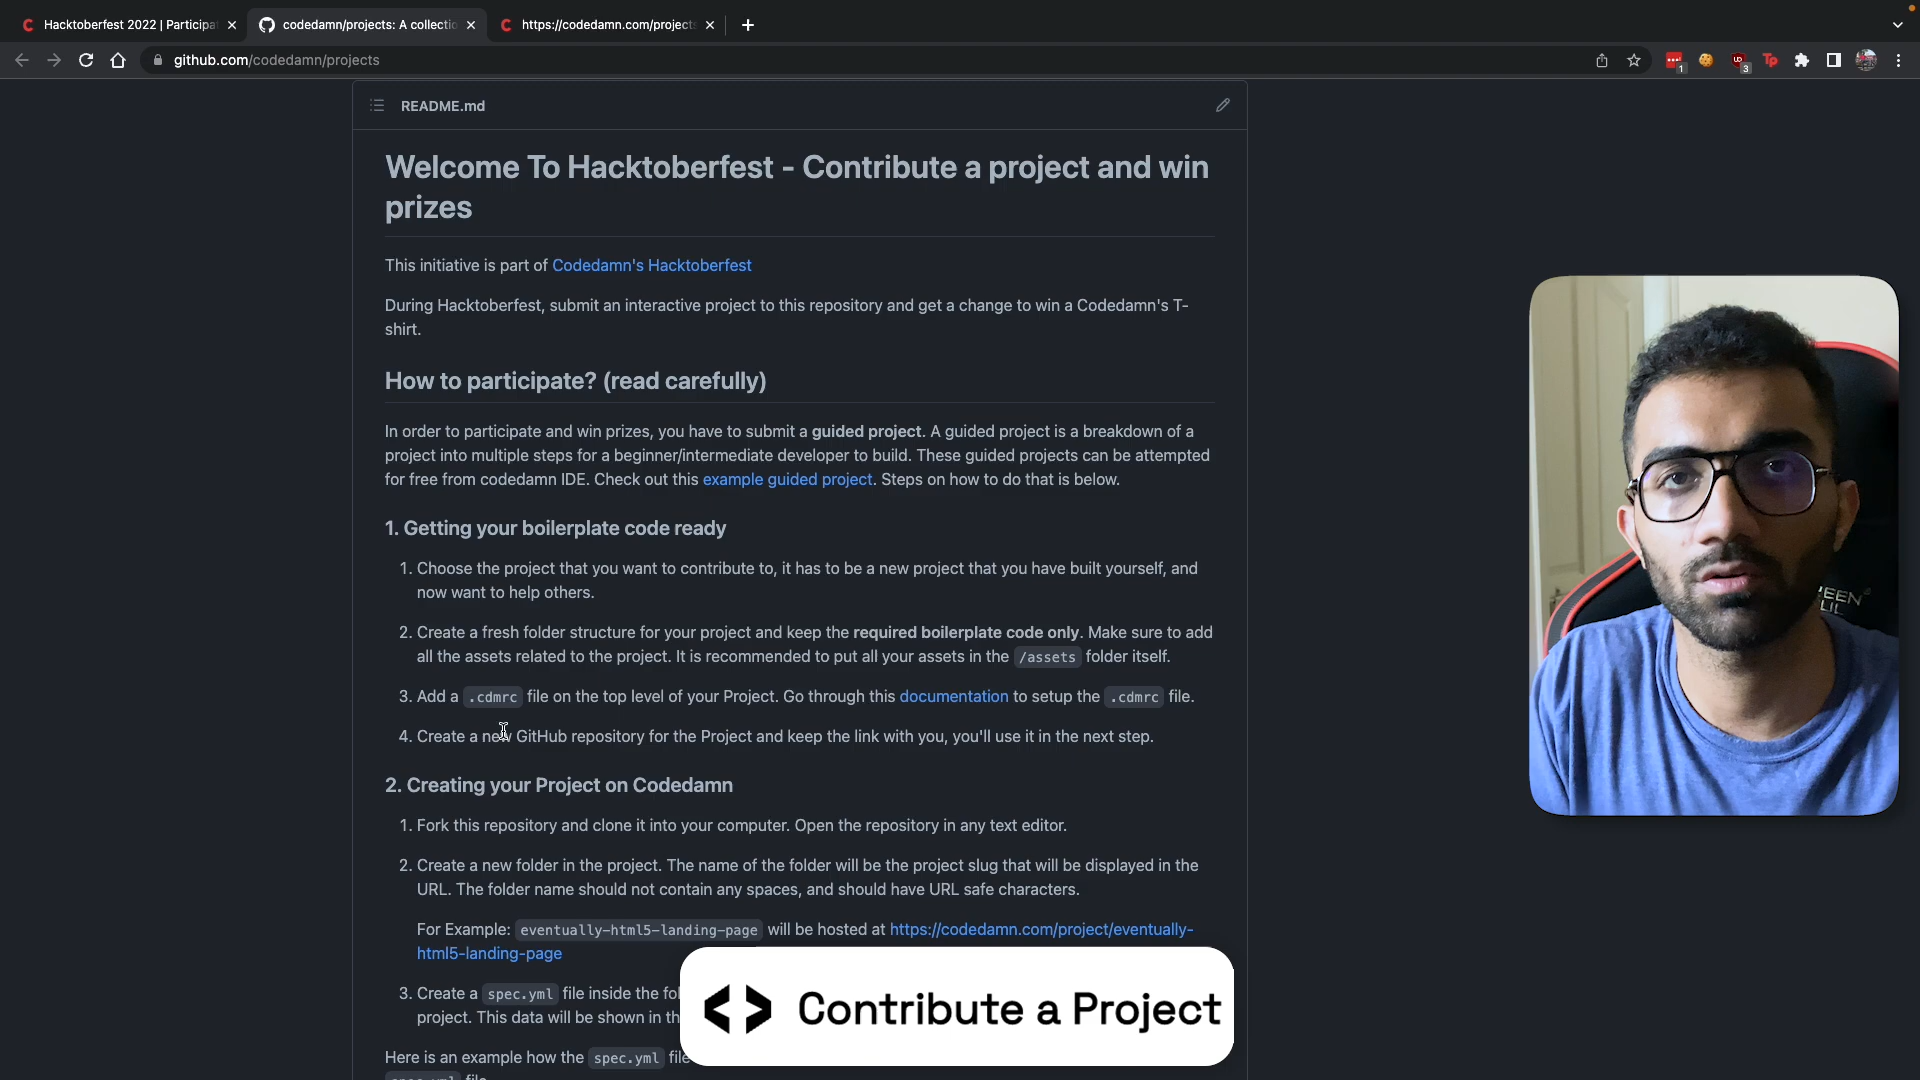 Hacktoberfest 2022 | Participa
codedamn/projects: A collectio
https://codedamn.com/project
github.com/codedamn/projects
1
3
README.md
Welcome To Hacktoberfest - Contribute a project and win
prizes
This initiative is part of Codedamn's Hacktoberfest
During Hacktoberfest, submit an interactive project to this repository and get a change to win a Codedamn's T-
shirt.
How to participate? (read carefully)
In order to participate and win prizes, you have to submit a guided project. A guided project is a breakdown of a
project into multiple steps for a beginner/intermediate developer to build. These guided projects can be attempted
for free from codedamn IDE. Check out this example guided project. Steps on how to do that is below.
1. Getting your boilerplate code ready
1. Choose the project that you want to contribute to, it has to be a new project that you have built yourself, and
now want to help others.
2. Create a fresh folder structure for your project and keep the required boilerplate code only. Make sure to add
all the assets related to the project. It is recommended to put all your assets in the /assets folder itself.
3. Add a .cdmrc file on the top level of your Project. Go through this documentation to setup the .cdmrc file.
4. Create a new GitHub repository for the Project and keep the link with you, you'll use it in the next step.
2. Creating your Project on Codedamn
1. Fork this repository and clone it into your computer. Open the repository in any text editor.
2. Create a new folder in the project. The name of the folder will be the project slug that will be displayed in the
URL. The folder name should not contain any spaces, and should have URL safe characters.
For Example: eventually-html5-landing-page will be hosted at https://codedamn.com/project/eventually-
html5-landing-page
3. Create a spec.yml file inside the fol
project. This data will be shown in th
Here is an example how the spec.yml file
Contribute a Project